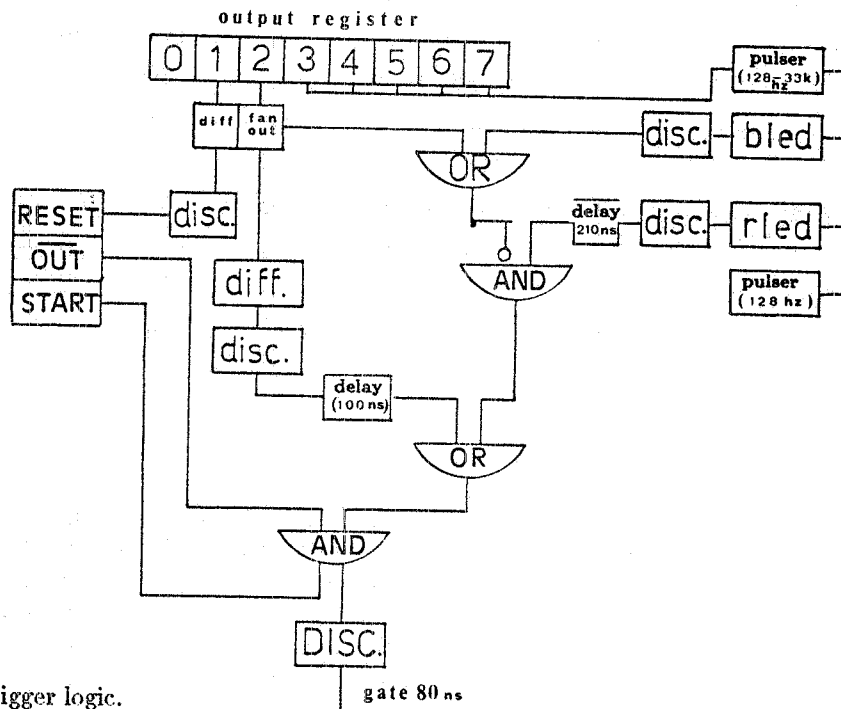 output register
0 1 2 3 4 5 6 7
pulser
(128-33k)
hz
diff
fan
out
disc.
bled
OR
RESET
disc.
delay
210ns
disc.
rled
OUT
AND
START
diff.
pulser
(128 hz)
disc.
delay
(100ns)
OR
AND
DISC.
igger logic.
gate 80 ns